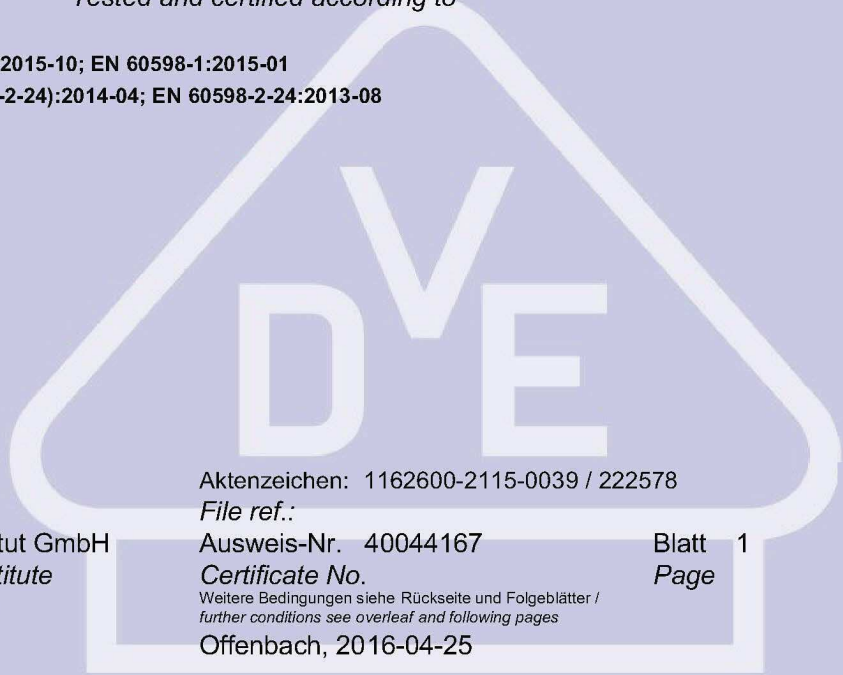 Tested and certified according to
2015-10; EN 60598-1:2015-01
-2-24):2014-04; EN 60598-2-24:2013-08
VDE
Aktenzeichen: 1162600-2115-0039 / 222578
File ref.:
tut GmbH Ausweis-Nr. 40044167 Blatt 1
titute Certificate No. Page
Weitere Bedingungen siehe Rückseite und Folgeblätter /
further conditions see overleaf and following pages
Offenbach, 2016-04-25